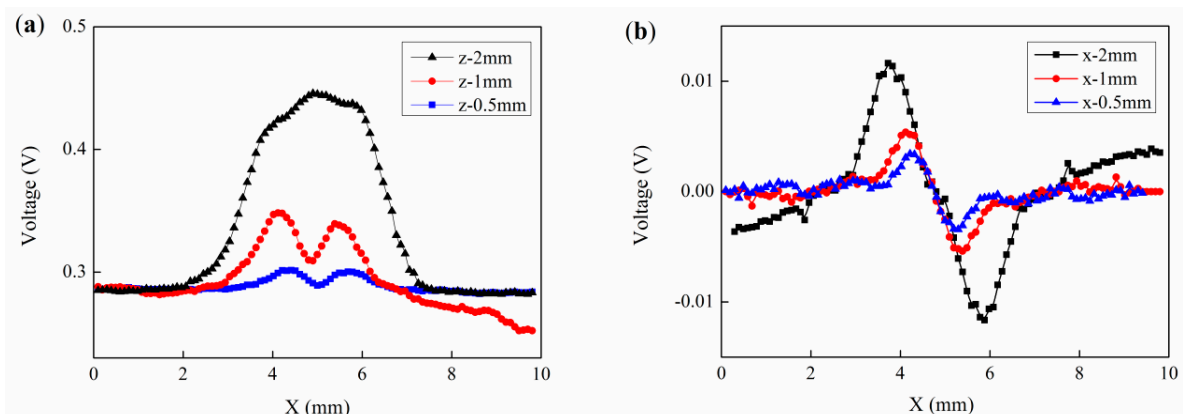 (a)
0.5
0.4
0.3
Voltage (V)
z-2mm
z-1mm
z-0.5mm
0 2 4 6 8 10
X (mm)
(b)
0.01
0.00
-0.01
Voltage (V)
x-2mm
x-1mm
x-0.5mm
0 2 4 6 8 10
X (mm)